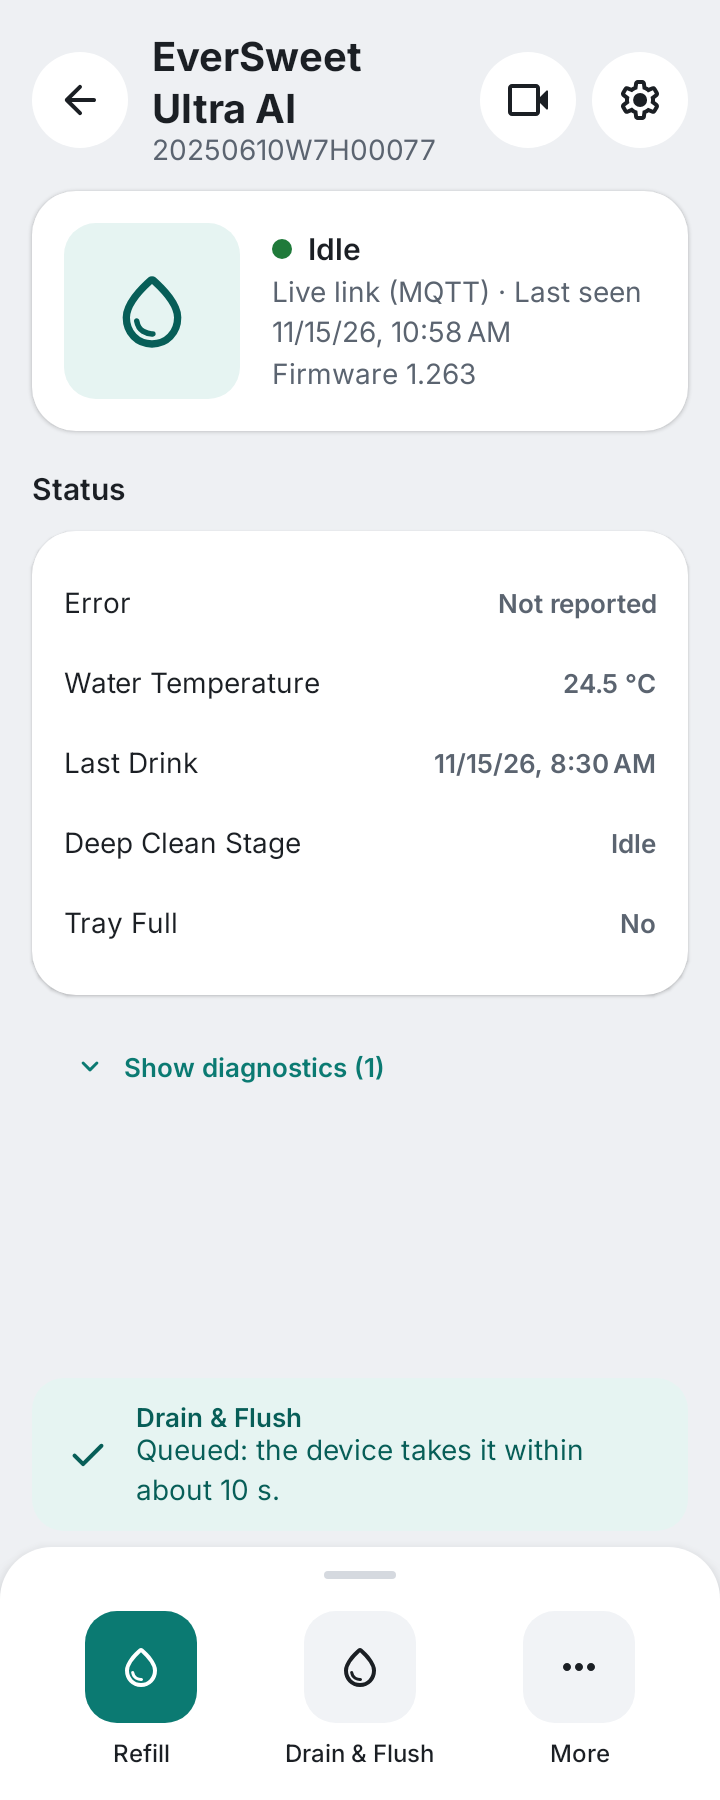 EverSweet
Ultra AI
20250610W7H00077
Idle
Live link (MQTT) · Last seen
11/15/26, 10:58 AM
Firmware 1.263
Status
Error Not reported
Water Temperature 24.5 °C
Last Drink 11/15/26, 8:30 AM
Deep Clean Stage Idle
Tray Full No
Show diagnostics (1)
Drain & Flush
Queued: the device takes it within
about 10 s.
Refill Drain & Flush More